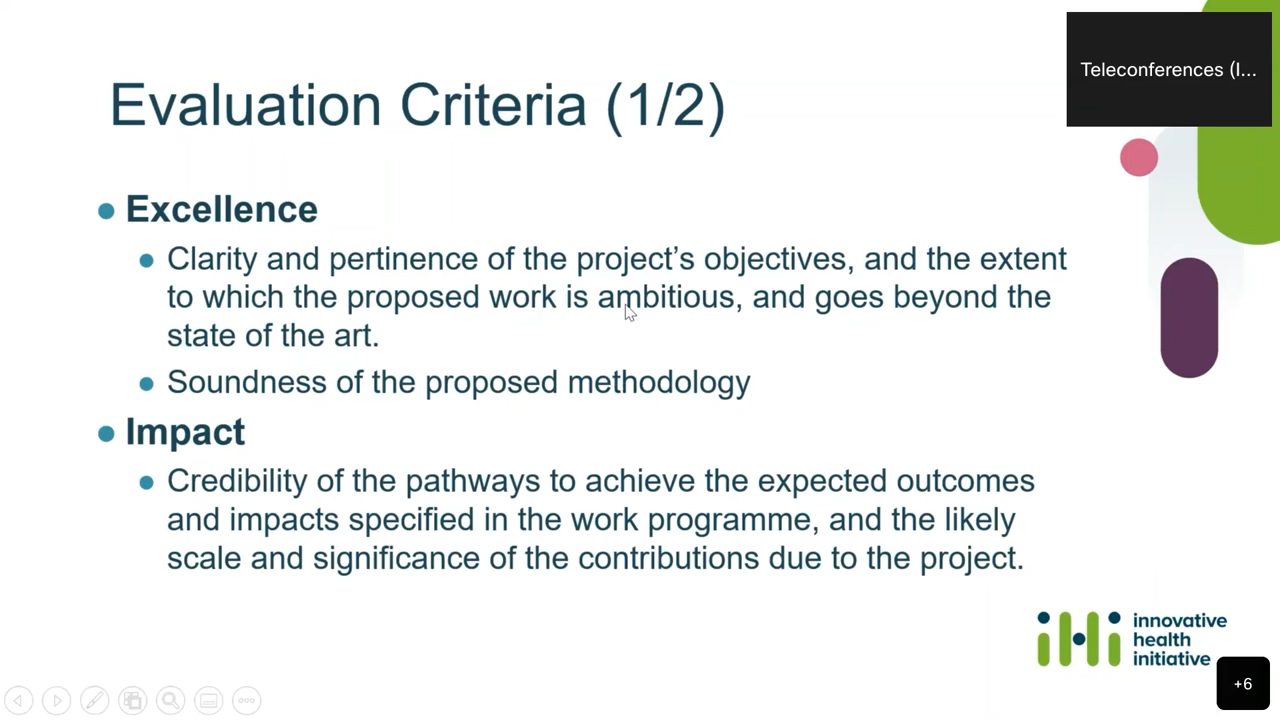 Teleconferences (I...
Evaluation Criteria (1/2)
Excellence
Clarity and pertinence of the project’s objectives, and the extent
to which the proposed work is ambitious, and goes beyond the
state of the art.
Soundness of the proposed methodology
Impact
Credibility of the pathways to achieve the expected outcomes
and impacts specified in the work programme, and the likely
scale and significance of the contributions due to the project.
iHi
innovative
health
initiative
+6